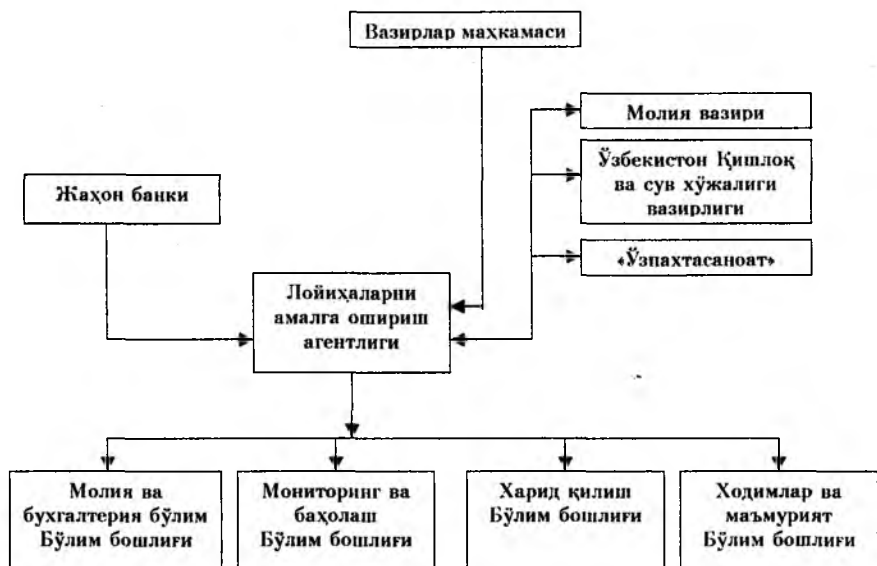 Вазирлар маҳкамаси
Молия вазири
Ўзбекистон Қишлоқ
ва сув хўжалиги
вазирлиги
Жаҳон банки
«Ўзпахтасаноат»
Лойиҳаларни
амалга ошириш
агентлиги
Молия ва
бухгалтерия бўлим
Бўлим бошлиғи
Мониторинг ва
баҳолаш
Бўлим бошлиғи
Харид қилиш
Бўлим бошлиғи
Ходимлар ва
маъмурият
Бўлим бошлиғи